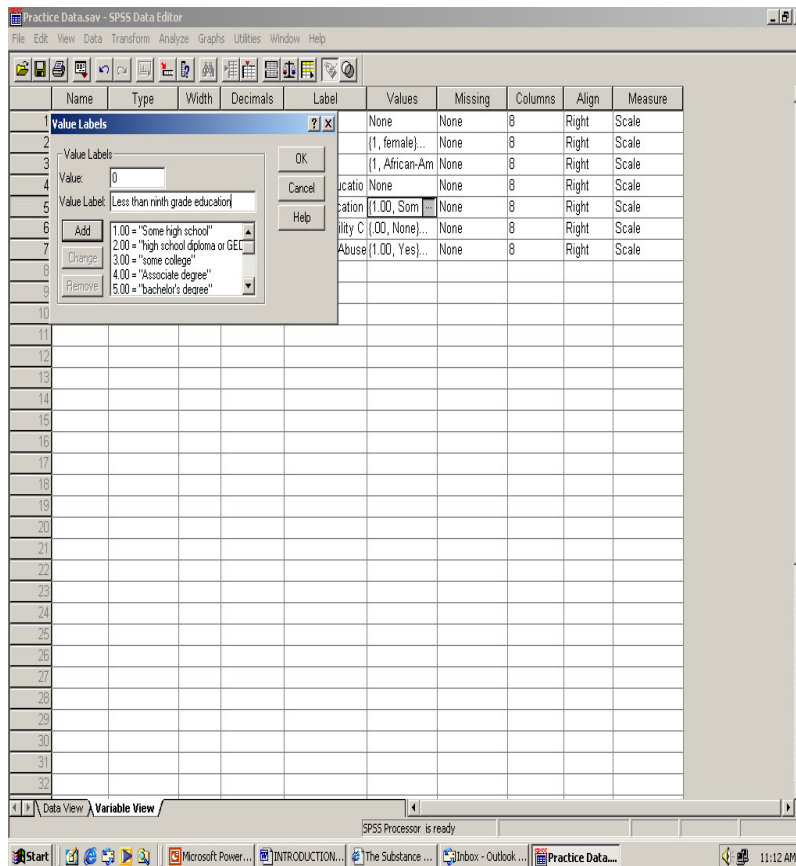 Practice Data.sav - SPSS Data Editor
File Edit View Data Transform Analyze Graphs Utilities Window Help
Name Type Width Decimals Label Values Missing Columns Align Measure
1 None None 8 Right Scale
2 {1, female}... None 8 Right Scale
3 {1, African-Am None 8 Right Scale
4 ucatio None None 8 Right Scale
5 cation {1.00, Som ... None 8 Right Scale
6 ility C {.00, None}... None 8 Right Scale
7 Abuse {1.00, Yes}... None 8 Right Scale
Value Labels
Value Labels
Value: 0
Value Label: Less than ninth grade education
OK
Cancel
Help
Add
Change
Remove
1.00 = "Some high school"
2.00 = "high school diploma or GED
3.00 = "some college"
4.00 = "Associate degree"
5.00 = "bachelor's degree"
8
9
10
11
12
13
14
15
16
17
18
19
20
21
22
23
24
25
26
27
28
29
30
31
32
Data View Variable View
SPSS Processor is ready
Start Microsoft Power... INTRODUCTION... The Substance ... Inbox - Outlook ... Practice Data.... 11:12 AM